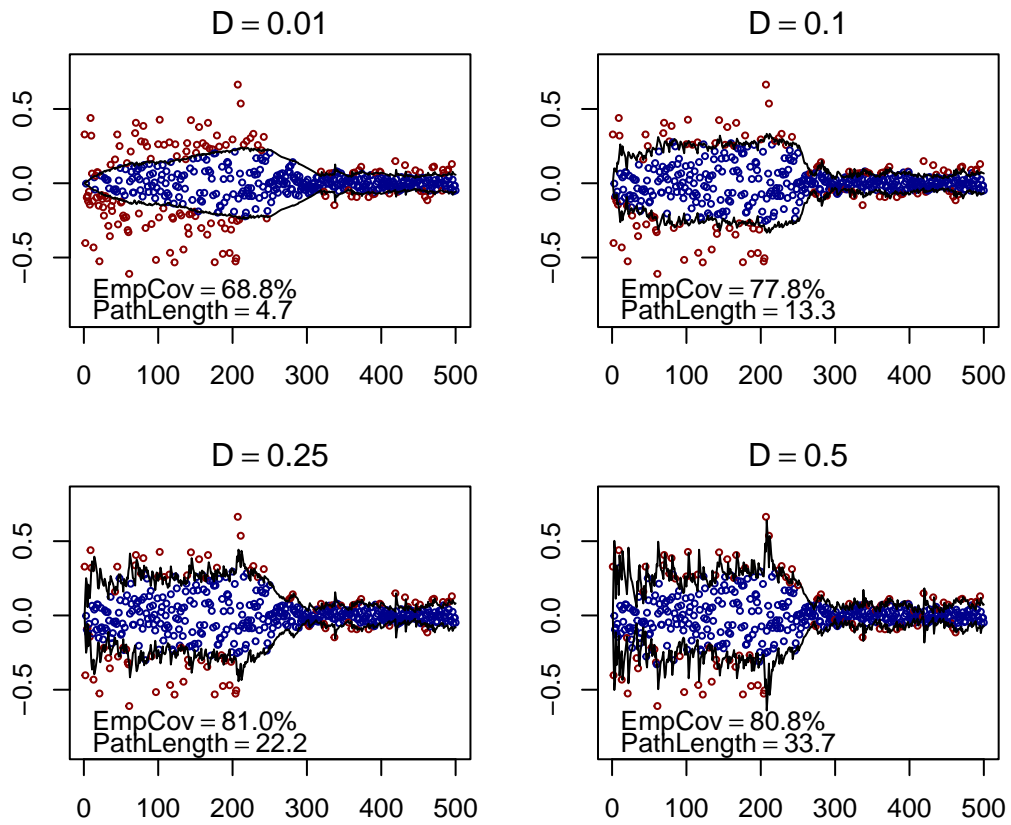 D = 0.01
0.5
0.0
−0.5
EmpCov = 68.8%
PathLength = 4.7
0 100 200 300 400 500
D = 0.1
0.5
0.0
−0.5
EmpCov = 77.8%
PathLength = 13.3
0 100 200 300 400 500
D = 0.25
0.5
0.0
−0.5
EmpCov = 81.0%
PathLength = 22.2
0 100 200 300 400 500
D = 0.5
0.5
0.0
−0.5
EmpCov = 80.8%
PathLength = 33.7
0 100 200 300 400 500